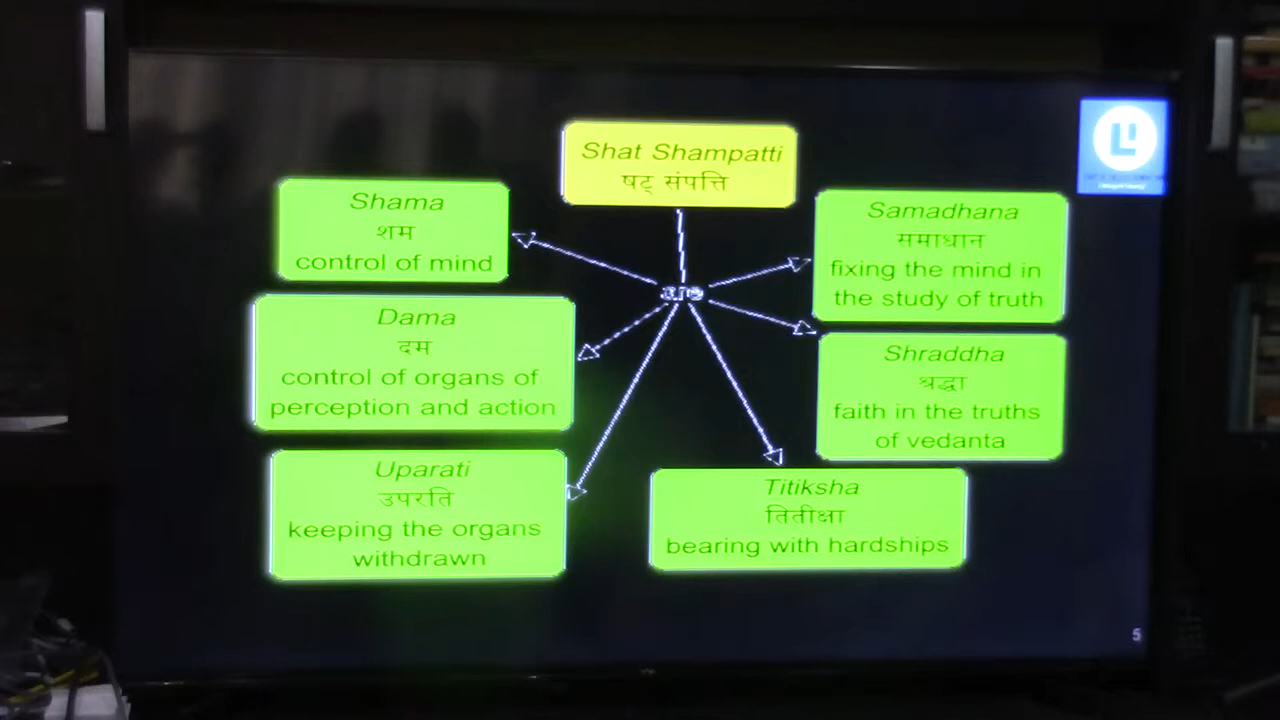 Shat Shampatti
षट् संपत्ति
Shama
शम
control of mind
Dama
दम
control of organs of
perception and action
Uparati
उपरति
keeping the organs
withdrawn
are
Samadhana
समाधान
fixing the mind in
the study of truth
Shraddha
श्रद्धा
faith in the truths
of vedanta
Titiksha
तितीक्षा
bearing with hardships
5